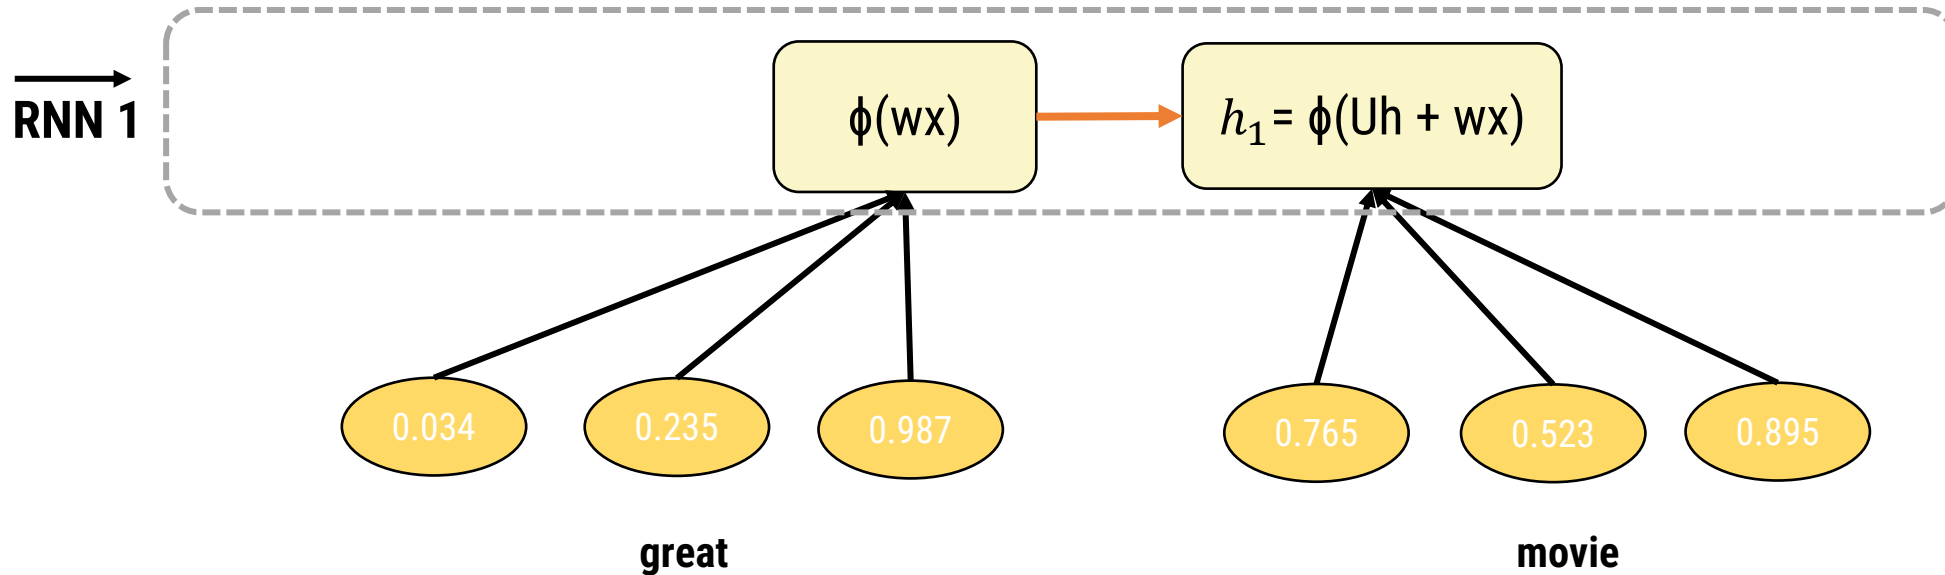 RNN 1
ϕ(wx)
h₁ = ϕ(Uh + wx)
0.034
0.235
0.987
0.765
0.523
0.895
great
movie